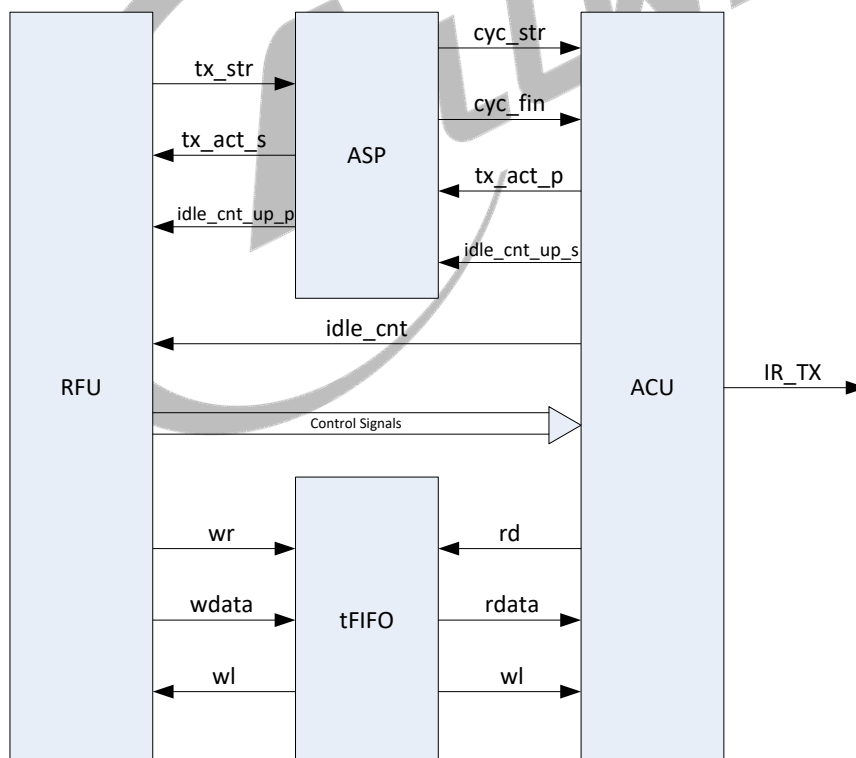 cyc_str
tx_str
cyc_fin
tx_act_s
ASP
tx_act_p
idle_cnt_up_p
idle_cnt_up_s
idle_cnt
RFU
ACU
IR_TX
Control Signals
wr
rd
wdata
tFIFO
rdata
wl
wl